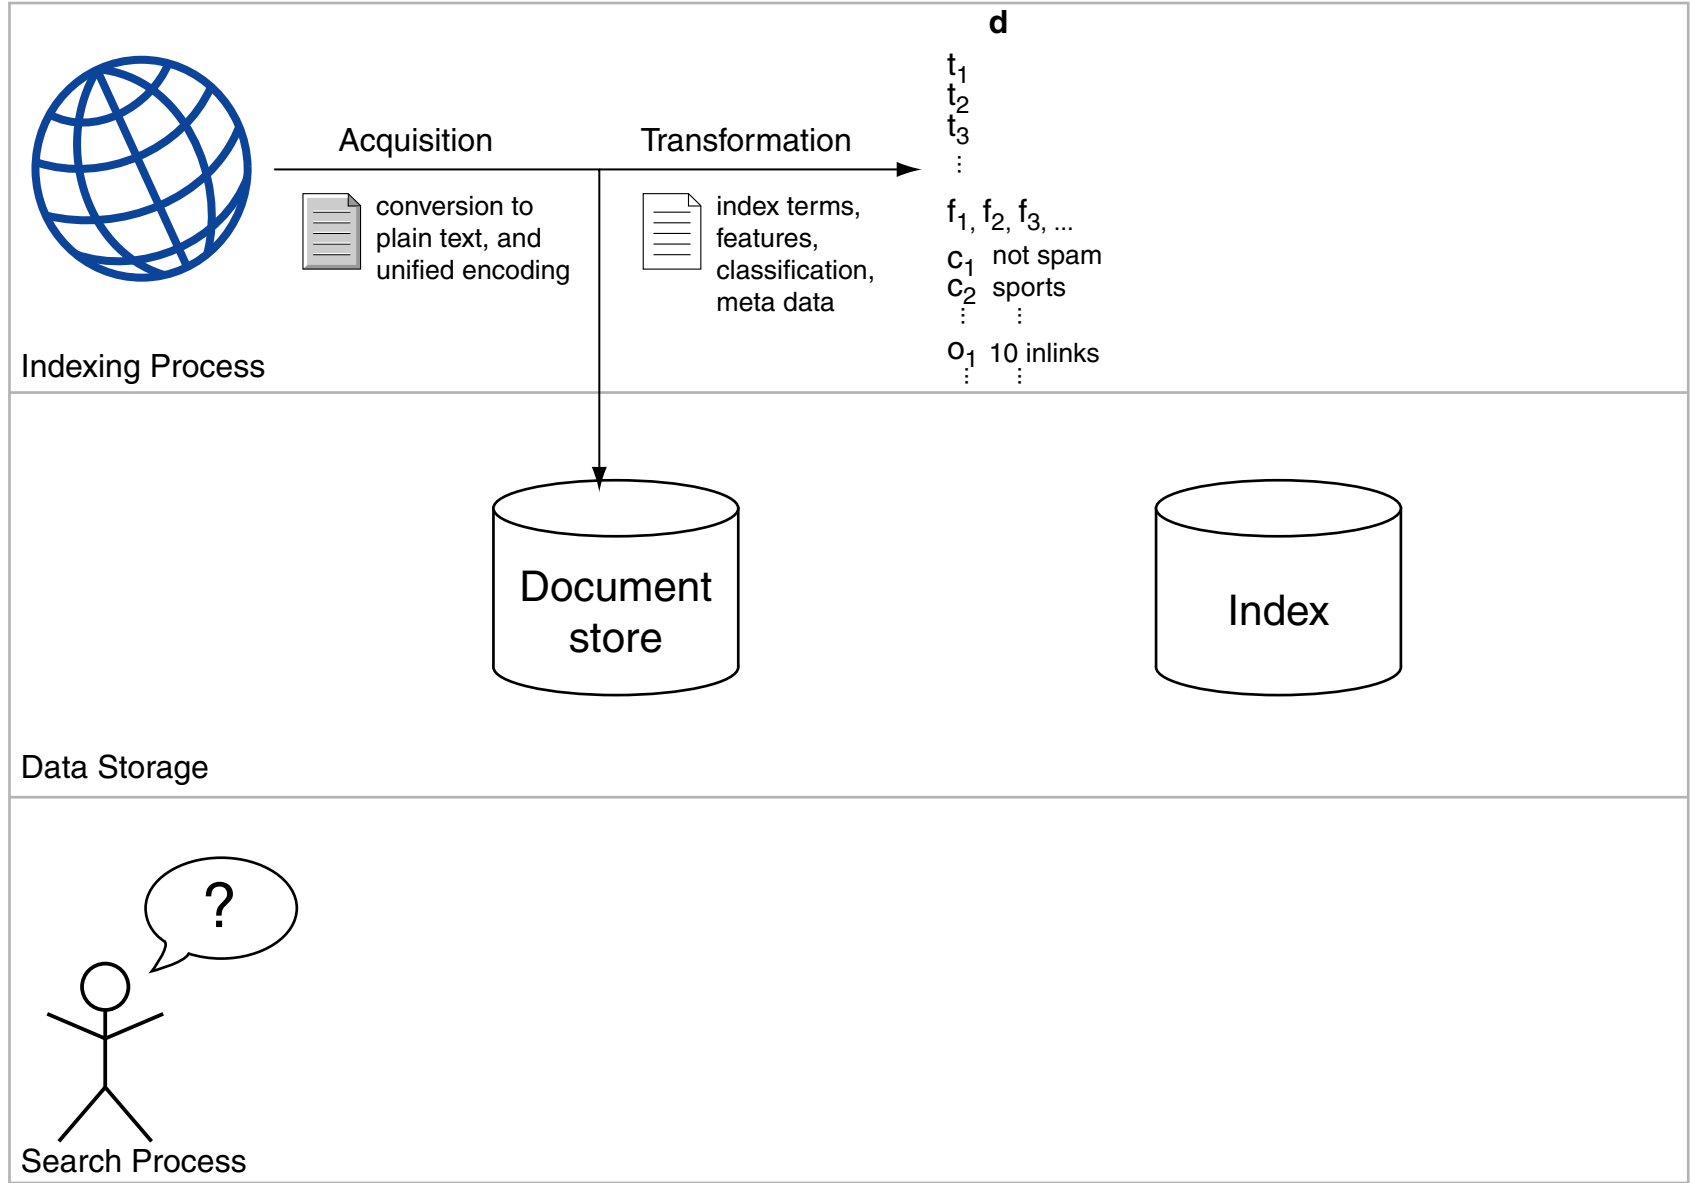 d
t₁
t₂
t₃
⋮
Acquisition
Transformation
conversion to
plain text, and
unified encoding
index terms,
features,
classification,
meta data
f₁, f₂, f₃, ...
c₁ not spam
c₂ sports
⋮ ⋮
o₁ 10 inlinks
⋮ ⋮
Indexing Process
Document
store
Index
Data Storage
?
Search Process